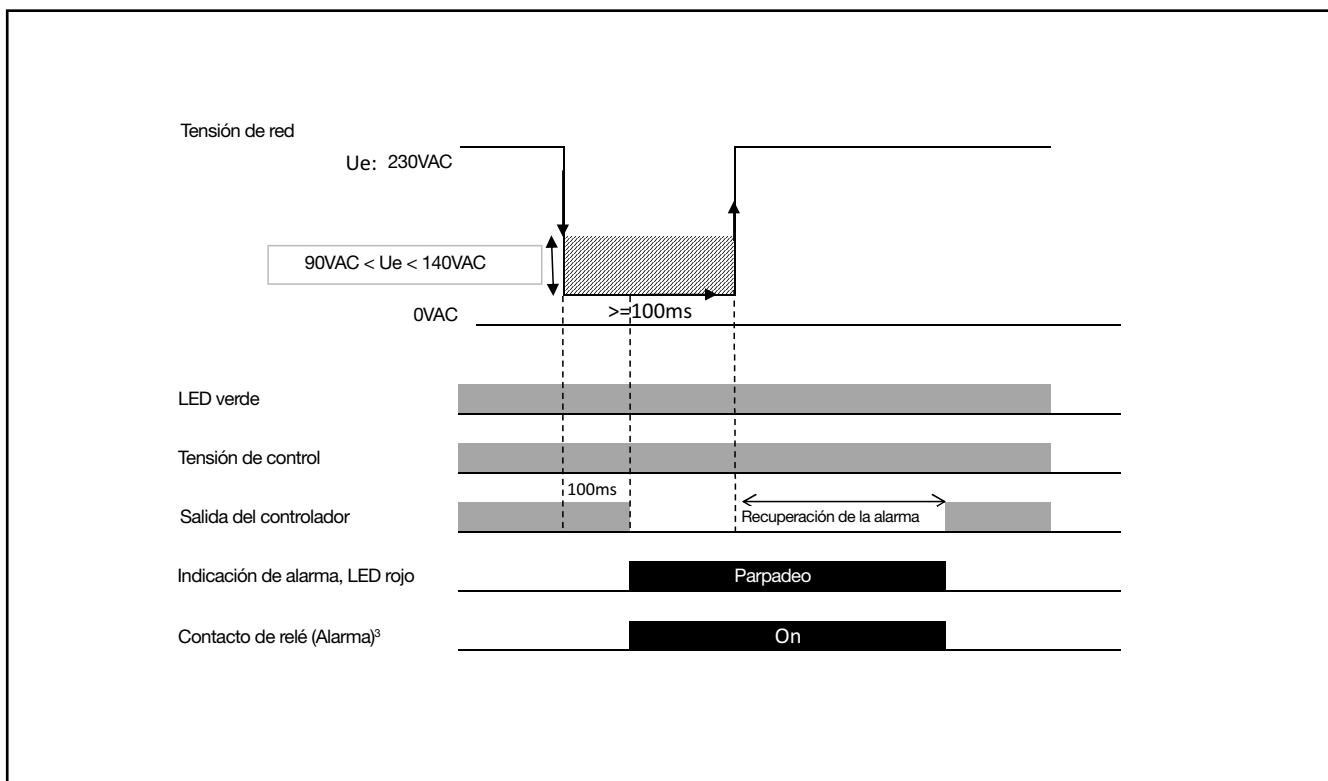 Tensión de red
Ue: 230VAC
90VAC < Ue < 140VAC
0VAC
>=100ms
LED verde
Tensión de control
100ms
Salida del controlador
Recuperación de la alarma
Indicación de alarma, LED rojo
Parpadeo
Contacto de relé (Alarma)³
On